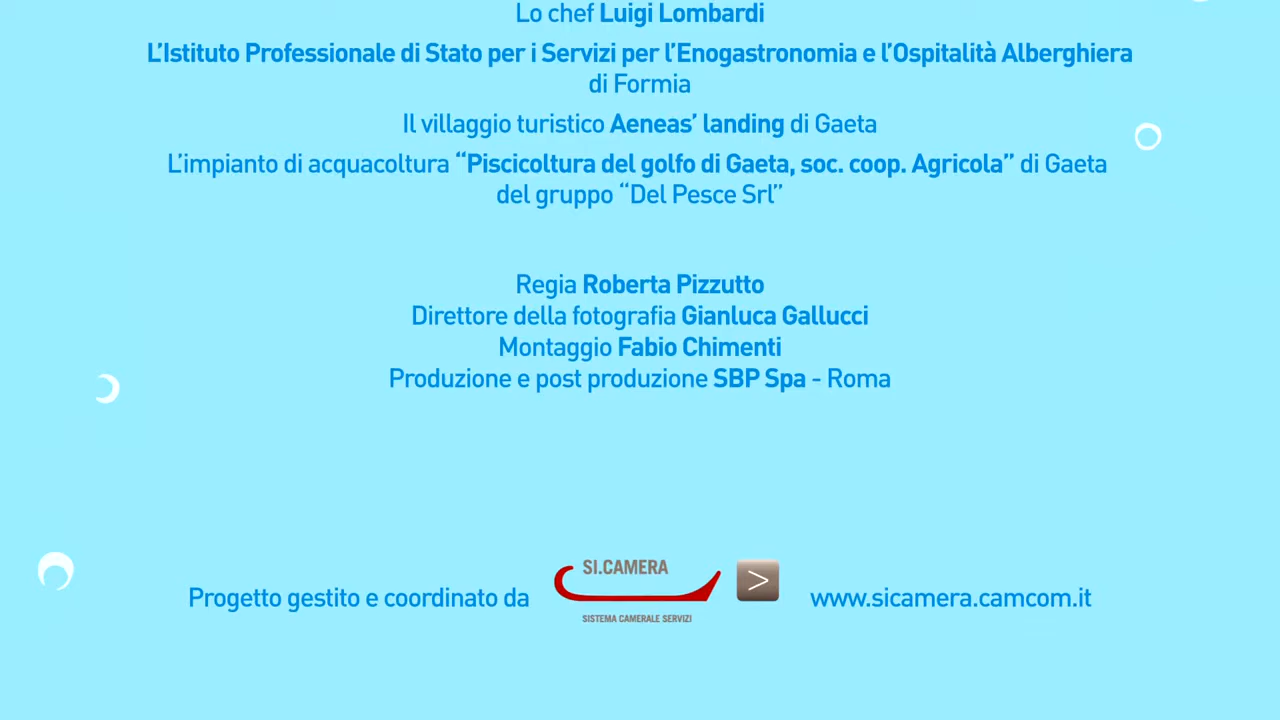 Lo chef Luigi Lombardi
L’Istituto Professionale di Stato per i Servizi per l’Enogastronomia e l’Ospitalità Alberghiera
di Formia
Il villaggio turistico Aeneas’ landing di Gaeta
L’impianto di acquacoltura “Piscicoltura del golfo di Gaeta, soc. coop. Agricola” di Gaeta
del gruppo “Del Pesce Srl”
Regia Roberta Pizzutto
Direttore della fotografia Gianluca Gallucci
Montaggio Fabio Chimenti
Produzione e post produzione SBP Spa - Roma
SI.CAMERA
>
Progetto gestito e coordinato da
www.sicamera.camcom.it
SISTEMA CAMERALE SERVIZI